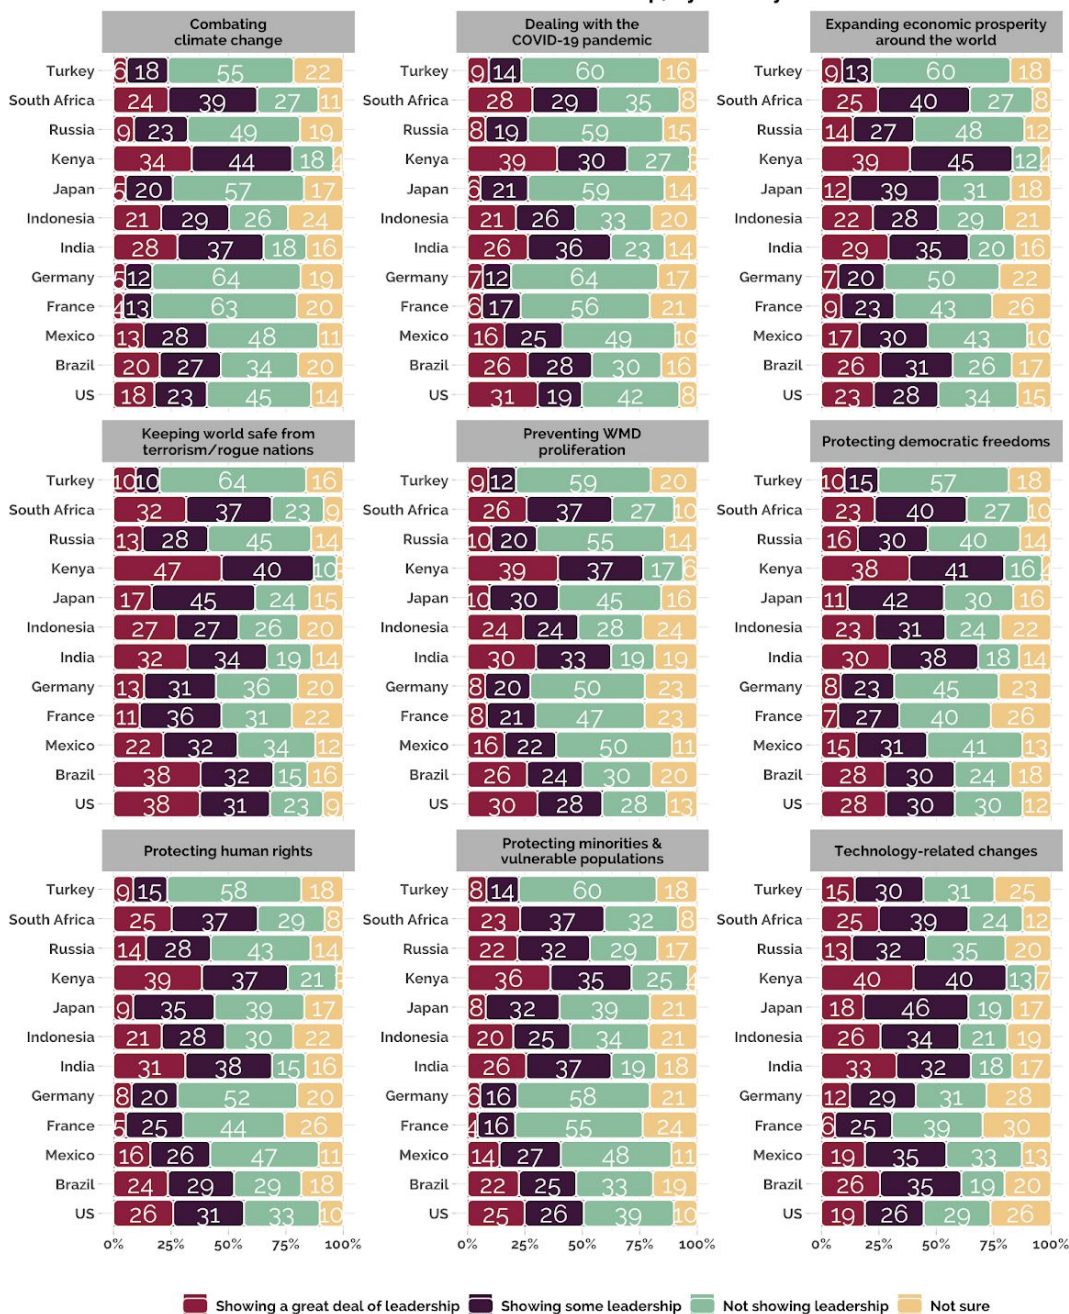 Combating
climate change
Turkey 6 18 55 22
South Africa 24 39 27 11
Russia 9 23 49 19
Kenya 34 44 18
Japan 5 20 57 17
Indonesia 21 29 26 24
India 28 37 18 16
Germany 5 12 64 19
France 4 13 63 20
Mexico 13 28 48 11
Brazil 20 27 34 20
US 18 23 45 14
Dealing with the
COVID-19 pandemic
Turkey 9 14 60 16
South Africa 28 29 35 8
Russia 8 19 59 15
Kenya 39 30 27
Japan 6 21 59 14
Indonesia 21 26 33 20
India 26 36 23 14
Germany 7 12 64 17
France 6 17 56 21
Mexico 16 25 49 10
Brazil 26 28 30 16
US 31 19 42 8
Expanding economic prosperity
around the world
Turkey 9 13 60 18
South Africa 25 40 27 8
Russia 14 27 48 12
Kenya 39 45 12 4
Japan 12 39 31 18
Indonesia 22 28 29 21
India 29 35 20 16
Germany 7 20 50 22
France 9 23 43 26
Mexico 17 30 43 10
Brazil 26 31 26 17
US 23 28 34 15
Keeping world safe from
terrorism/rogue nations
Turkey 10 10 64 16
South Africa 32 37 23 9
Russia 13 28 45 14
Kenya 47 40 10
Japan 17 45 24 15
Indonesia 27 27 26 20
India 32 34 19 14
Germany 13 31 36 20
France 11 36 31 22
Mexico 22 32 34 12
Brazil 38 32 15 16
US 38 31 23 9
Preventing WMD
proliferation
Turkey 9 12 59 20
South Africa 26 37 27 10
Russia 10 20 55 14
Kenya 39 37 17 6
Japan 10 30 45 16
Indonesia 24 24 28 24
India 30 33 19 19
Germany 8 20 50 23
France 8 21 47 23
Mexico 16 22 50 11
Brazil 26 24 30 20
US 30 28 28 13
Protecting democratic freedoms
Turkey 10 15 57 18
South Africa 23 40 27 10
Russia 16 30 40 14
Kenya 38 41 16 4
Japan 11 42 30 16
Indonesia 23 31 24 22
India 30 38 18 14
Germany 8 23 45 23
France 7 27 40 26
Mexico 15 31 41 13
Brazil 28 30 24 18
US 28 30 30 12
Protecting human rights
Turkey 9 15 58 18
South Africa 25 37 29 8
Russia 14 28 43 14
Kenya 39 37 21
Japan 9 35 39 17
Indonesia 21 28 30 22
India 31 38 15 16
Germany 8 20 52 20
France 5 25 44 26
Mexico 16 26 47 11
Brazil 24 29 29 18
US 26 31 33 10
0% 25% 50% 75% 100%
Protecting minorities &
vulnerable populations
Turkey 8 14 60 18
South Africa 23 37 32 8
Russia 22 32 29 17
Kenya 36 35 25 4
Japan 8 32 39 21
Indonesia 20 25 34 21
India 26 37 19 18
Germany 6 16 58 21
France 4 16 55 24
Mexico 14 27 48 11
Brazil 22 25 33 19
US 25 26 39 10
0% 25% 50% 75% 100%
Technology-related changes
Turkey 15 30 31 25
South Africa 25 39 24 12
Russia 13 32 35 20
Kenya 40 40 13 7
Japan 18 46 19 17
Indonesia 26 34 21 19
India 33 32 18 17
Germany 12 29 31 28
France 6 25 39 30
Mexico 19 35 33 13
Brazil 26 35 19 20
US 19 26 29 26
0% 25% 50% 75% 100%
Showing a great deal of leadership Showing some leadership Not showing leadership Not sure